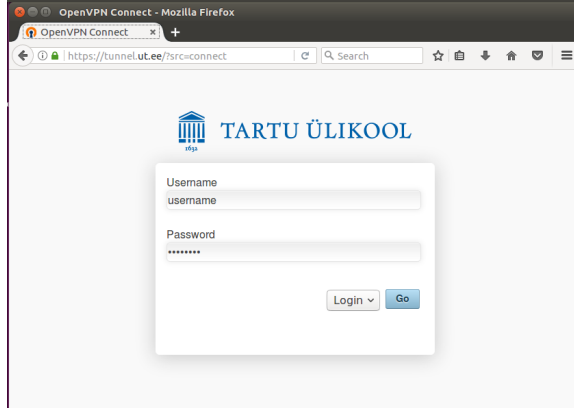 OpenVPN Connect - Mozilla Firefox
OpenVPN Connect
https://tunnel.ut.ee/?src=connect
Search
TARTU ÜLIKOOL
1632
Username
username
Password
••••••••
Login
Go